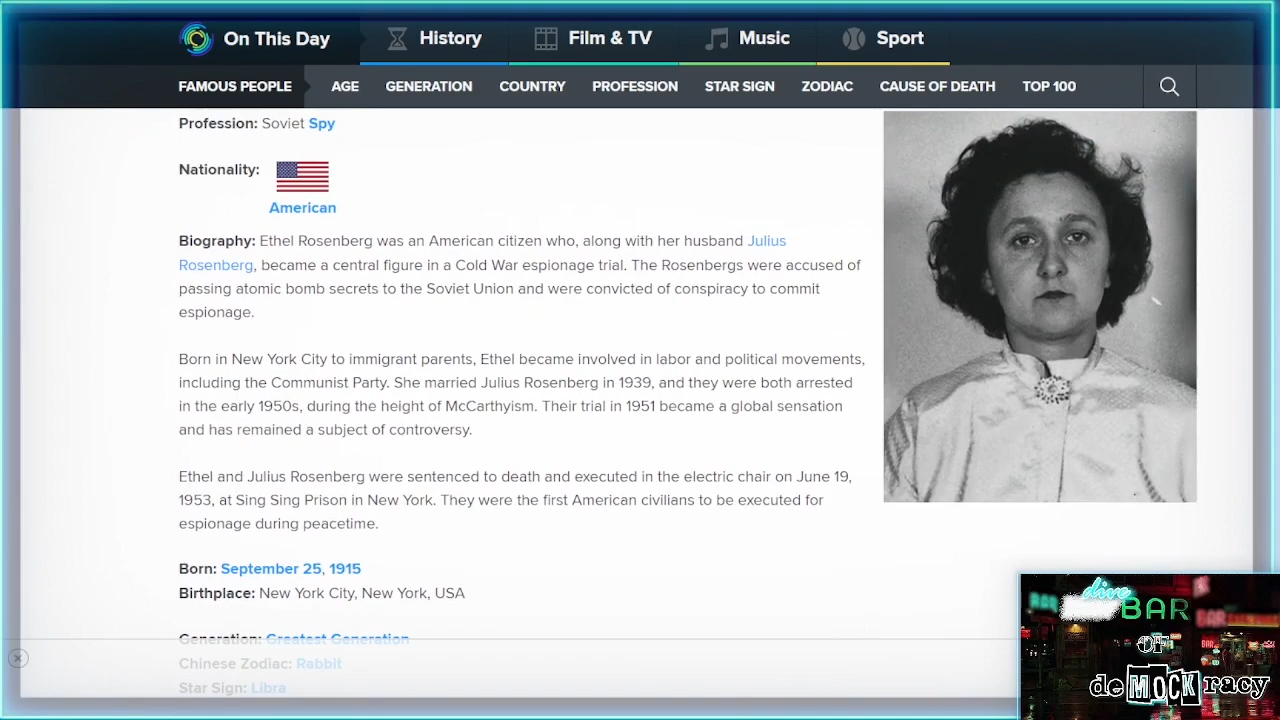 On This Day History Film & TV Music Sport
FAMOUS PEOPLE AGE GENERATION COUNTRY PROFESSION STAR SIGN ZODIAC CAUSE OF DEATH TOP 100
Profession: Soviet Spy
Nationality:
American
Biography: Ethel Rosenberg was an American citizen who, along with her husband Julius
Rosenberg, became a central figure in a Cold War espionage trial. The Rosenbergs were accused of
passing atomic bomb secrets to the Soviet Union and were convicted of conspiracy to commit
espionage.
Born in New York City to immigrant parents, Ethel became involved in labor and political movements,
including the Communist Party. She married Julius Rosenberg in 1939, and they were both arrested
in the early 1950s, during the height of McCarthyism. Their trial in 1951 became a global sensation
and has remained a subject of controversy.
Ethel and Julius Rosenberg were sentenced to death and executed in the electric chair on June 19,
1953, at Sing Sing Prison in New York. They were the first American civilians to be executed for
espionage during peacetime.
Born: September 25, 1915
Birthplace: New York City, New York, USA
Generation: Greatest Generation
Chinese Zodiac: Rabbit
Star Sign: Libra
dive
BAR
OF
deMOCKracy